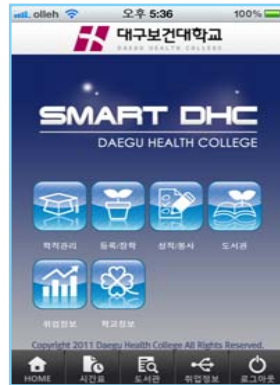 olleh 오후 5:36 100%
대구보건대학교
DAEGU HEALTH COLLEGE
SMART DHC
DAEGU HEALTH COLLEGE
학적관리 등록/장학 성적/봉사 도서관
취업정보 학교정보
Copyright 2011 Daegu Health College All Rights Reserved.
HOME 시간표 도서관 취업정보 로그아웃